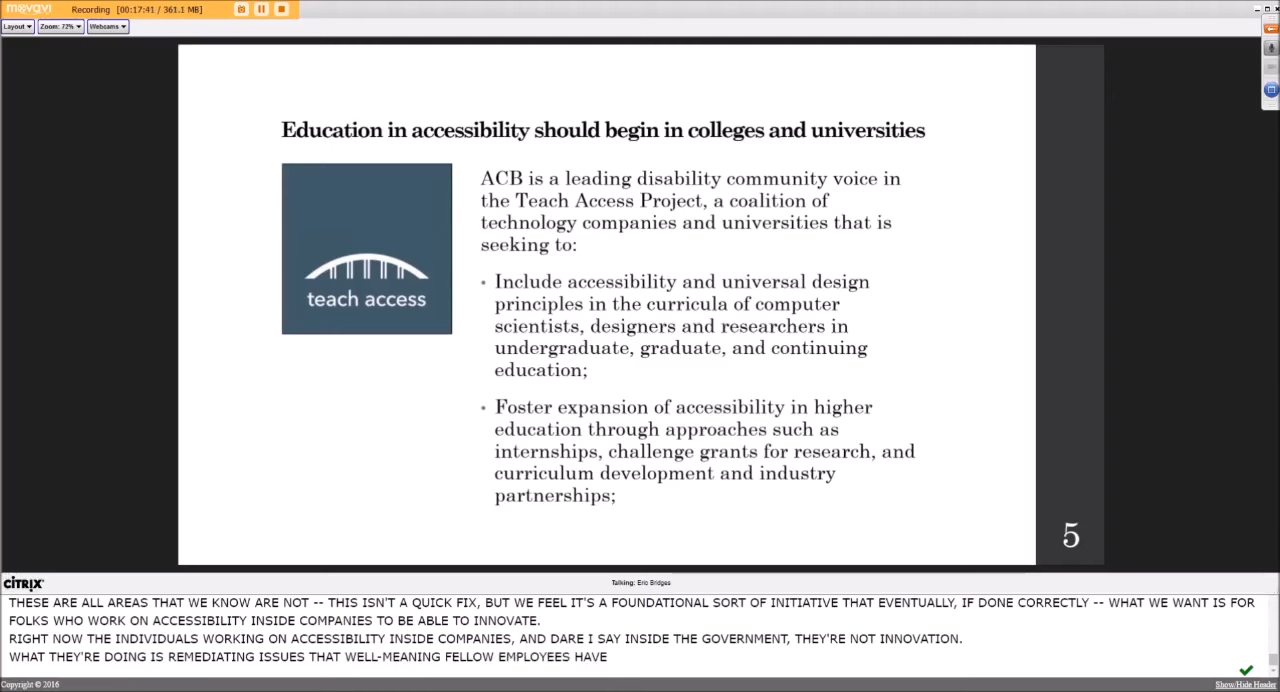 movavi Recording [00:17:41 / 361.1 MB]
Layout Zoom: 72% Webcams
Education in accessibility should begin in colleges and universities
teach access
ACB is a leading disability community voice in
the Teach Access Project, a coalition of
technology companies and universities that is
seeking to:
• Include accessibility and universal design
principles in the curricula of computer
scientists, designers and researchers in
undergraduate, graduate, and continuing
education;
• Foster expansion of accessibility in higher
education through approaches such as
internships, challenge grants for research, and
curriculum development and industry
partnerships;
5
CİTRIX Talking: Eric Bridges
THESE ARE ALL AREAS THAT WE KNOW ARE NOT -- THIS ISN'T A QUICK FIX, BUT WE FEEL IT'S A FOUNDATIONAL SORT OF INITIATIVE THAT EVENTUALLY, IF DONE CORRECTLY -- WHAT WE WANT IS FOR
FOLKS WHO WORK ON ACCESSIBILITY INSIDE COMPANIES TO BE ABLE TO INNOVATE.
RIGHT NOW THE INDIVIDUALS WORKING ON ACCESSIBILITY INSIDE COMPANIES, AND DARE I SAY INSIDE THE GOVERNMENT, THEY'RE NOT INNOVATION.
WHAT THEY'RE DOING IS REMEDIATING ISSUES THAT WELL-MEANING FELLOW EMPLOYEES HAVE
Copyright © 2016 Show/Hide Header